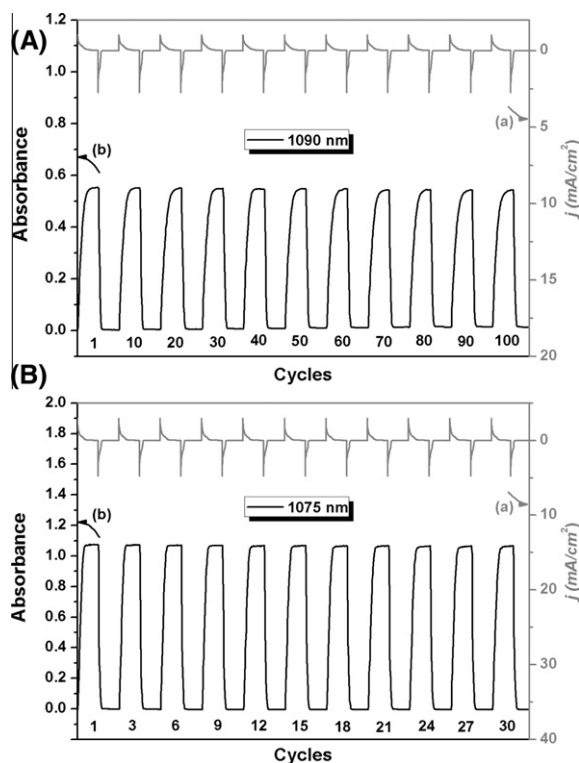 (A)
1.2
1.0
0.8
0.6
0.4
0.2
0.0
Absorbance
(b)
1090 nm
(a)
0
5
10
15
20
j (mA/cm²)
1 10 20 30 40 50 60 70 80 90 100
Cycles
(B)
2.0
1.8
1.6
1.4
1.2
1.0
0.8
0.6
0.4
0.2
0.0
Absorbance
(b)
1075 nm
(a)
0
10
20
30
40
j (mA/cm²)
1 3 6 9 12 15 18 21 24 27 30
Cycles